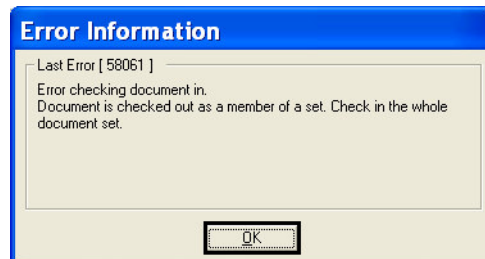 Error Information
Last Error [ 58061 ]
Error checking document in.
Document is checked out as a member of a set. Check in the whole
document set.
OK